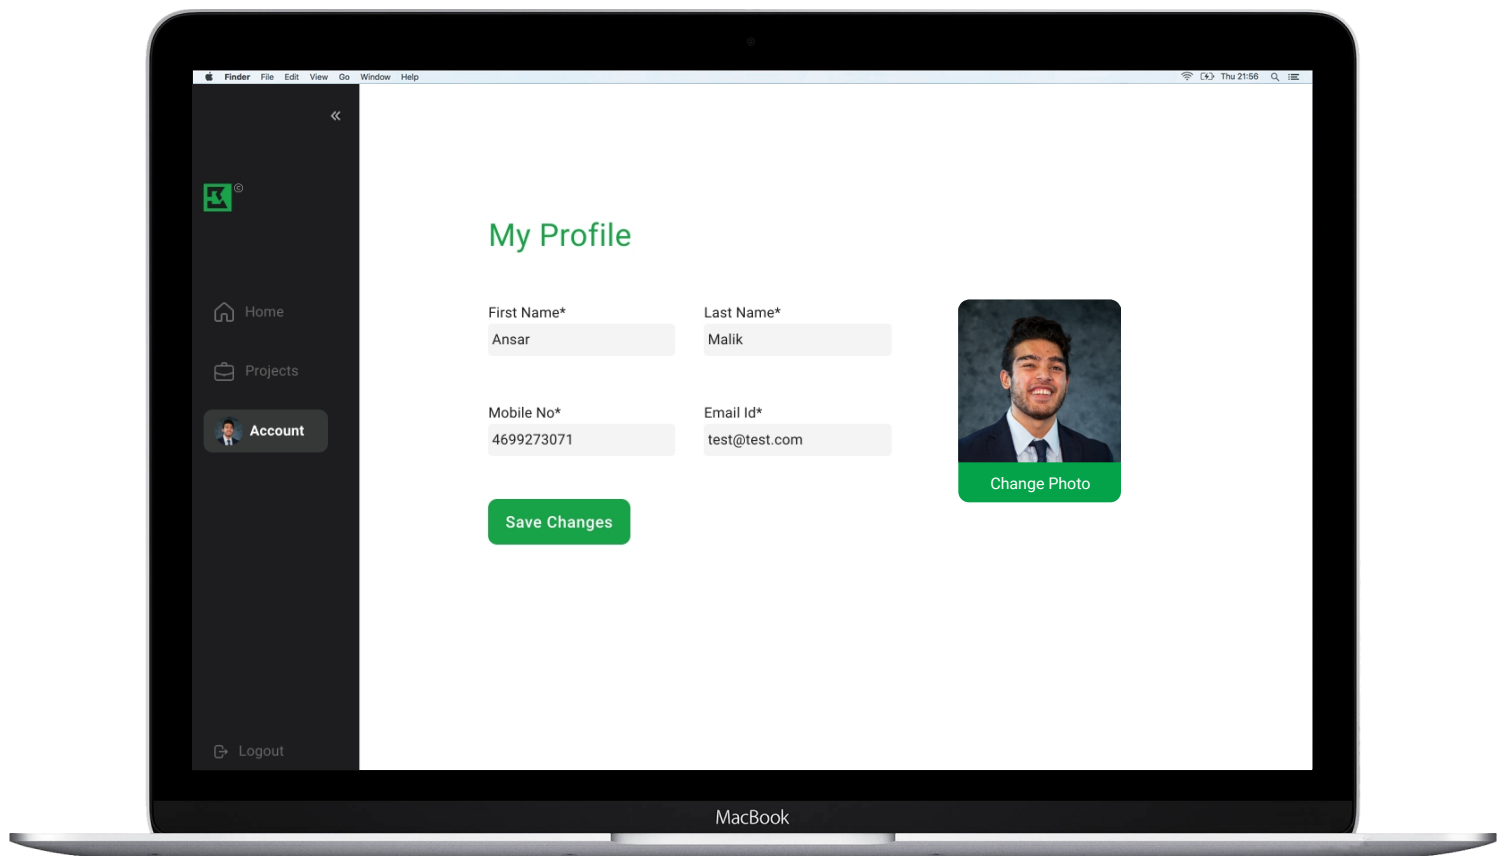 Finder File Edit View Go Window Help Thu 21:56
©
My Profile
Home
Projects
Account
Logout
First Name* Last Name*
Ansar Malik
Mobile No* Email Id*
4699273071 test@test.com
Save Changes
Change Photo
MacBook